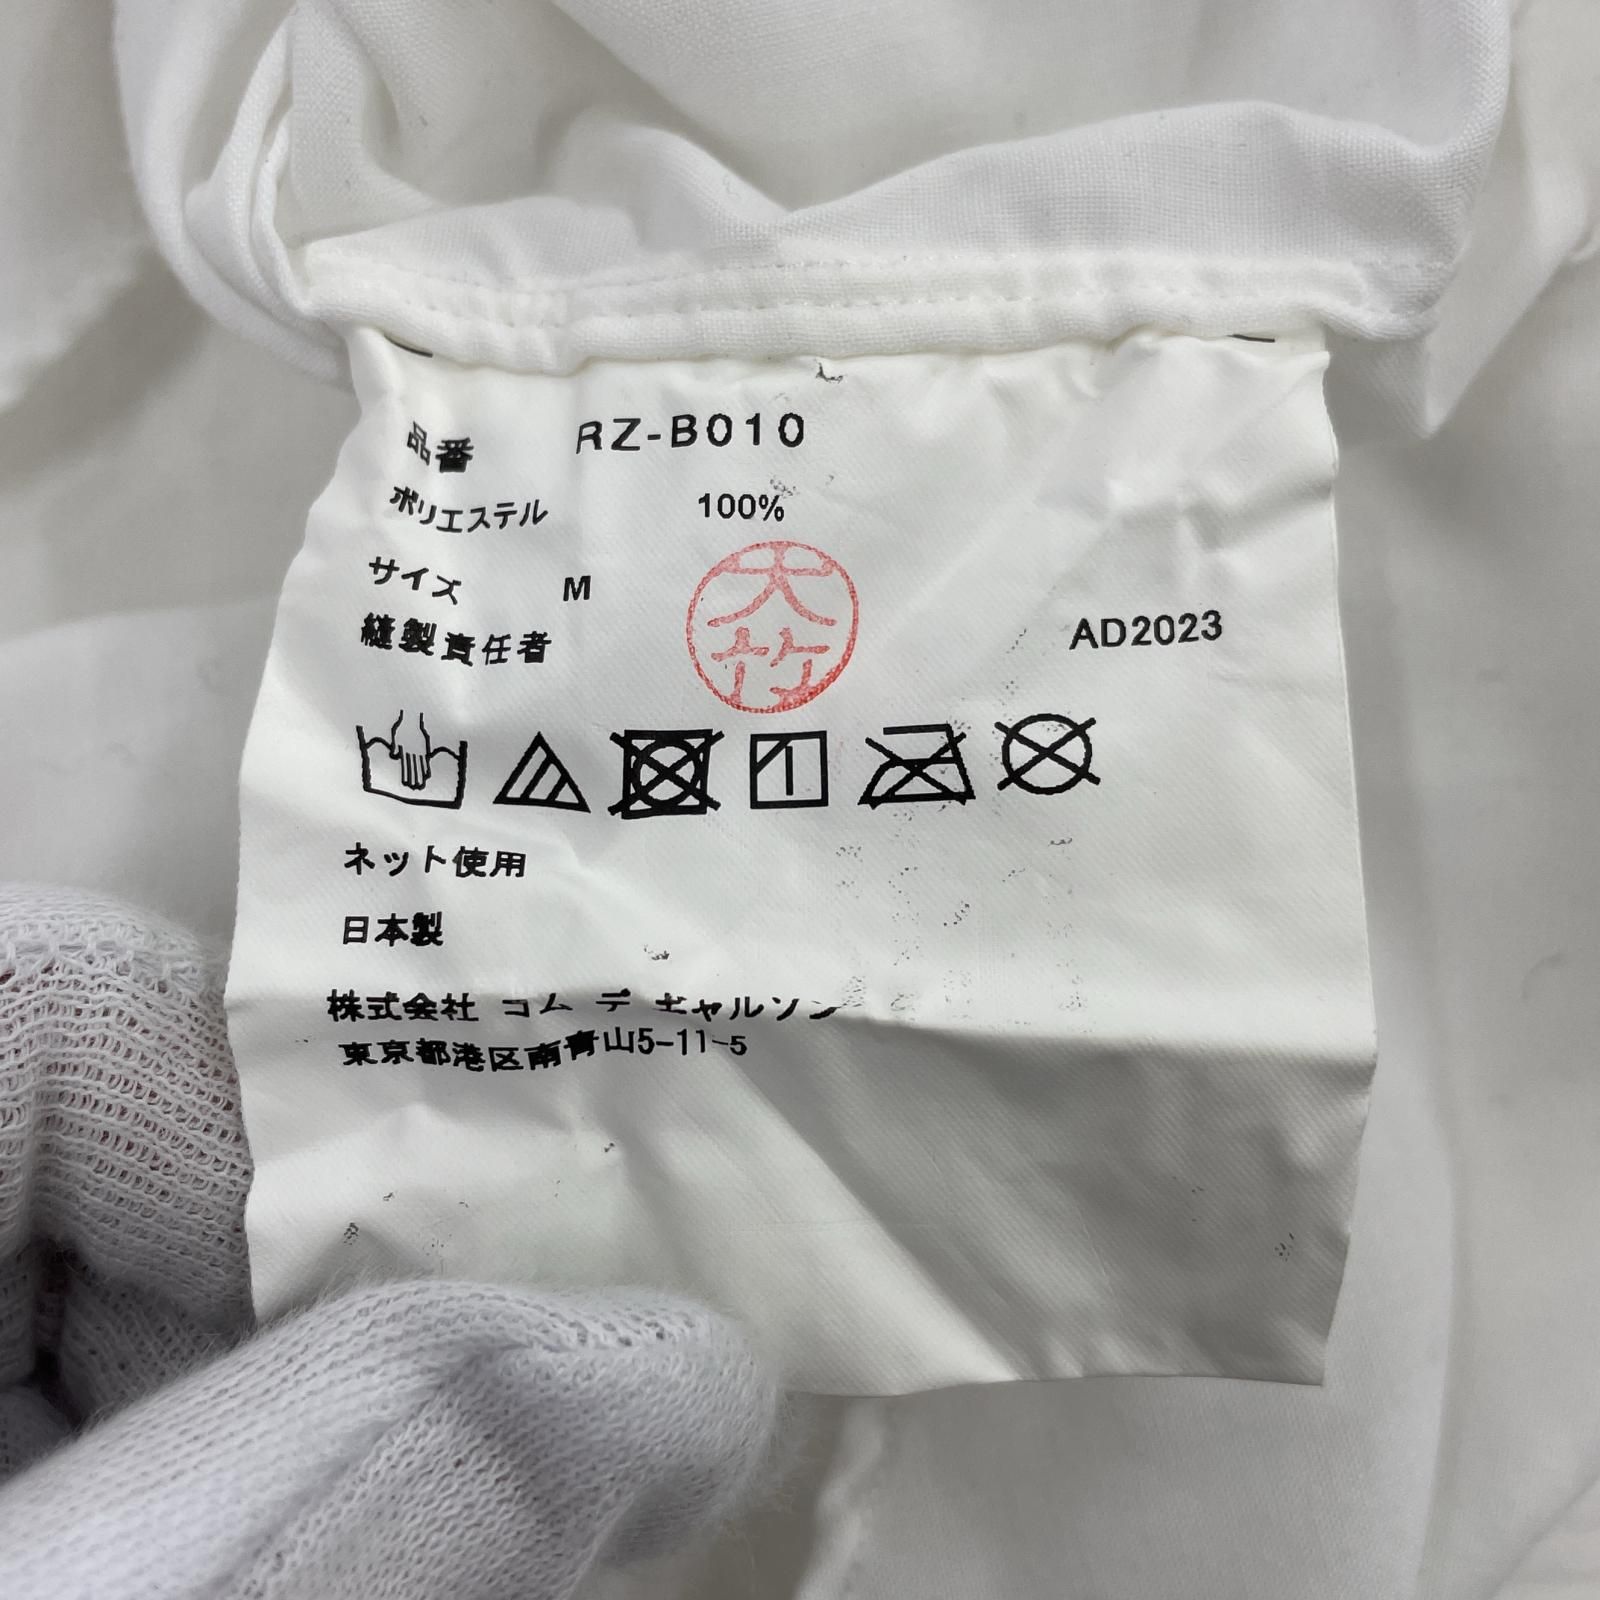 品番 RZ-B010
ポリエステル 100%
サイズ M
縫製責任者 大竹 AD2023
ネット使用
日本製
株式会社 コム デ ギャルソン
東京都港区南青山5-11-5